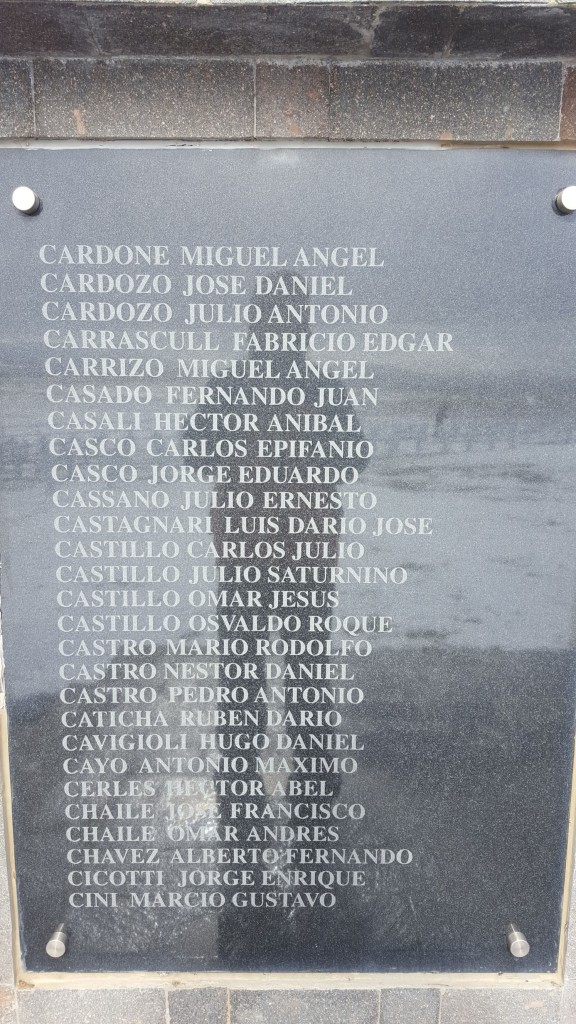 CARDONE MIGUEL ANGEL
CARDOZO JOSE DANIEL
CARDOZO JULIO ANTONIO
CARRASCULL FABRICIO EDGAR
CARRIZO MIGUEL ANGEL
CASADO FERNANDO JUAN
CASALI HECTOR ANIBAL
CASCO CARLOS EPIFANIO
CASCO JORGE EDUARDO
CASSANO JULIO ERNESTO
CASTAGNARI LUIS DARIO JOSE
CASTILLO CARLOS JULIO
CASTILLO JULIO SATURNINO
CASTILLO OMAR JESUS
CASTILLO OSVALDO ROQUE
CASTRO MARIO RODOLFO
CASTRO NESTOR DANIEL
CASTRO PEDRO ANTONIO
CATICHA RUBEN DARIO
CAVIGIOLI HUGO DANIEL
CAYO ANTONIO MAXIMO
CERLES HECTOR ABEL
CHAILE JOSE FRANCISCO
CHAILE OMAR ANDRES
CHAVEZ ALBERTO FERNANDO
CICOTTI JORGE ENRIQUE
CINI MARCIO GUSTAVO